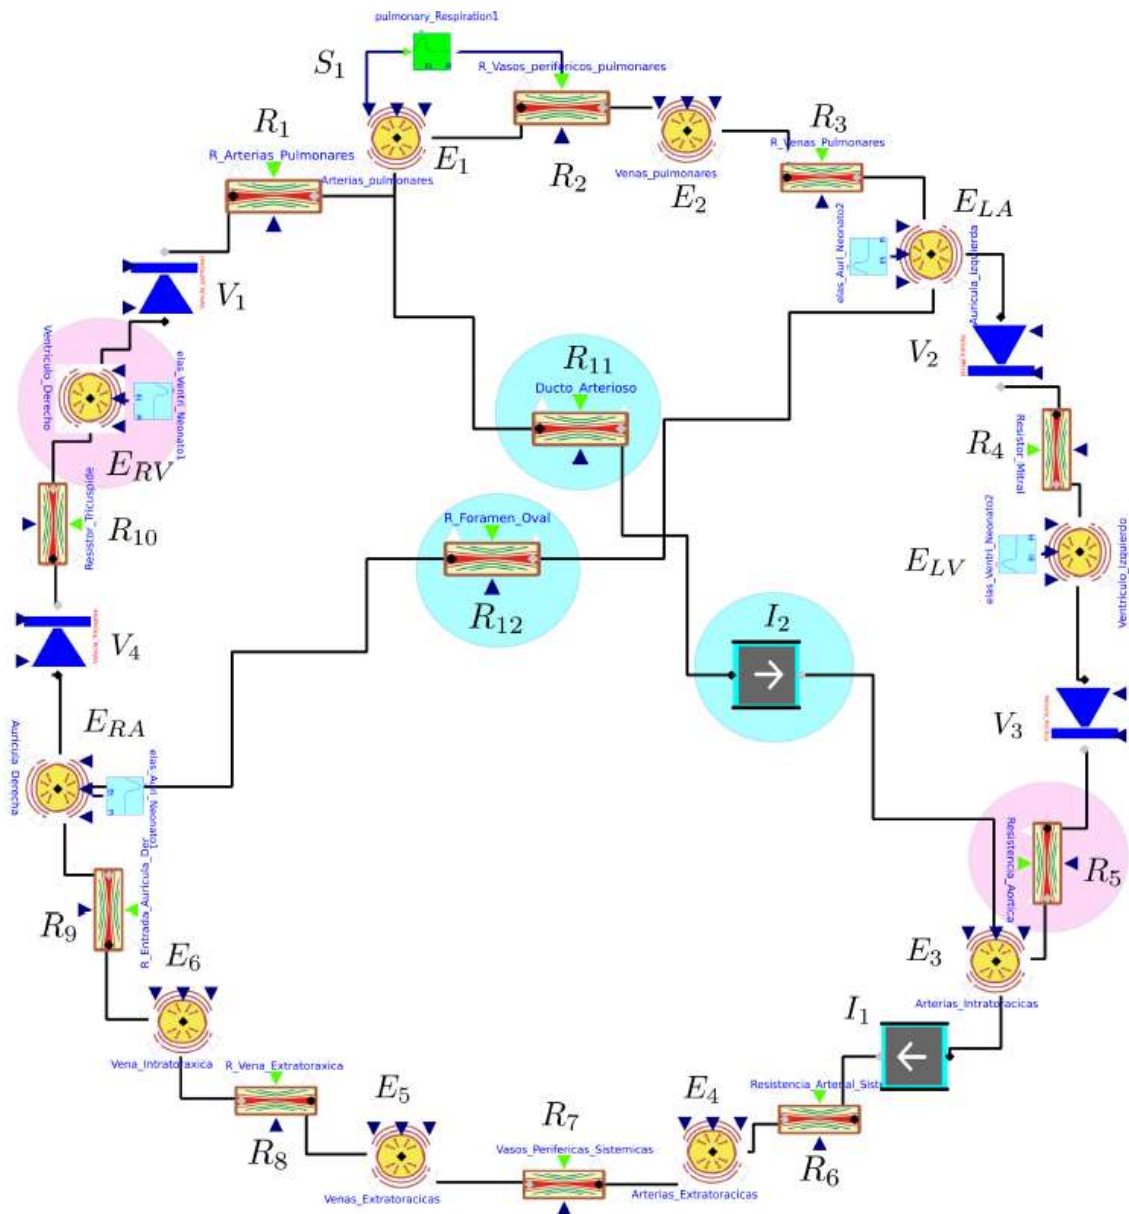 pulmonary_Respiration1
S1
R_Vasos_perifericos_pulmonares
R1
R_Arterias_Pulmonares
Arterias_pulmonares
E1
R2
Venas_pulmonares
E2
R3
R_Venas_Pulmonares
ELA
elas_Auri_Neonato2
Auricula_Izquierda
V1
V2
Ventriculo_Derecho
elas_Ventri_Neonato1
ERV
R11
Ducto_Arterioso
R4
Resistor_Mitral
R10
Resistor_Tricuspide
R_Foramen_Oval
R12
ELV
elas_Ventri_Neonato2
Ventriculo_Izquierdo
I2
V4
V3
ERA
Auricula_Derecha
elas_Auri_Neonato1
Resistencia_Aortica
R5
R9
R_Entrada_Auricula_Der
E6
Vena_Intratoraxica
E3
Arterias_Intratoracicas
I1
R_Vena_Extratoraxica
R8
E5
Venas_Extratoracicas
R7
Vasos_Perifericas_Sistemicas
E4
Arterias_Extratoracicas
Resistencia_Arterial_Sist
R6